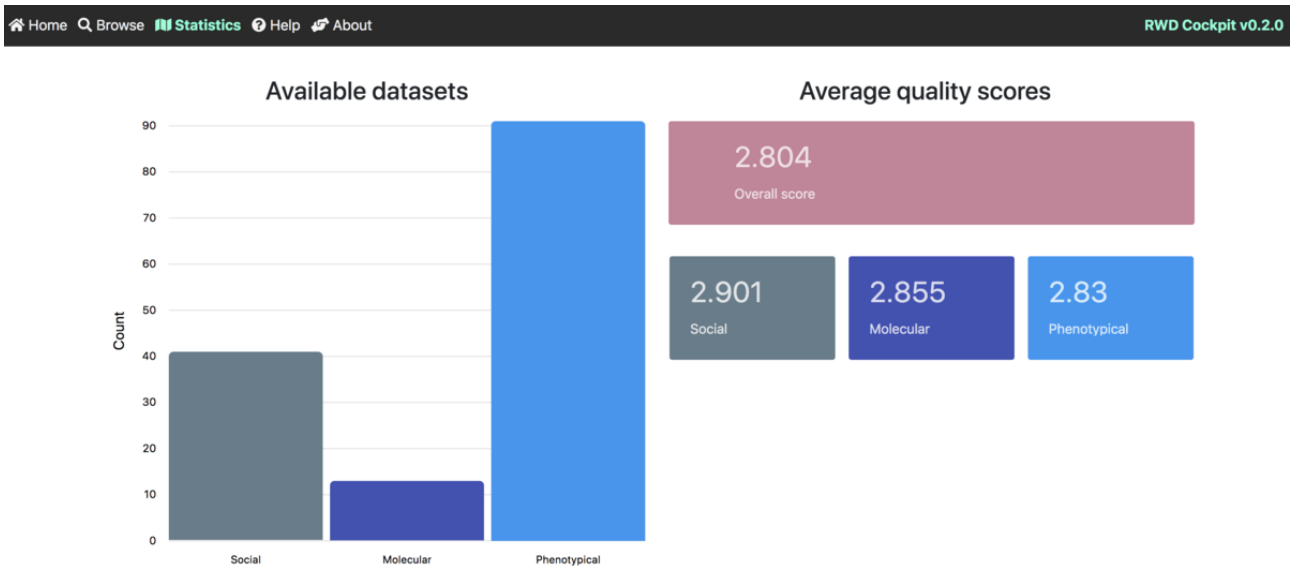 Home Browse Statistics Help About
RWD Cockpit v0.2.0
Available datasets
90
80
70
60
50
40
30
20
10
0
Count
Social Molecular Phenotypical
Average quality scores
2.804
Overall score
2.901
Social
2.855
Molecular
2.83
Phenotypical